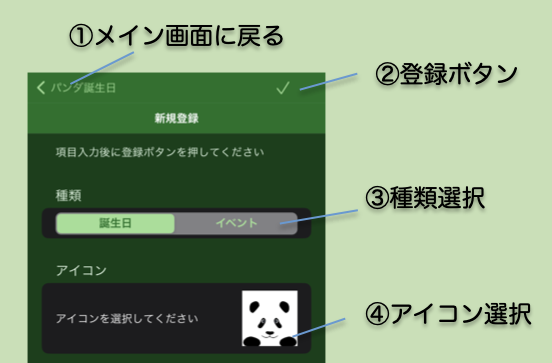 ①メイン画面に戻る
②登録ボタン
パンダ誕生日
新規登録
項目入力後に登録ボタンを押してください
種類
③種類選択
誕生日 イベント
アイコン
アイコンを選択してください
④アイコン選択